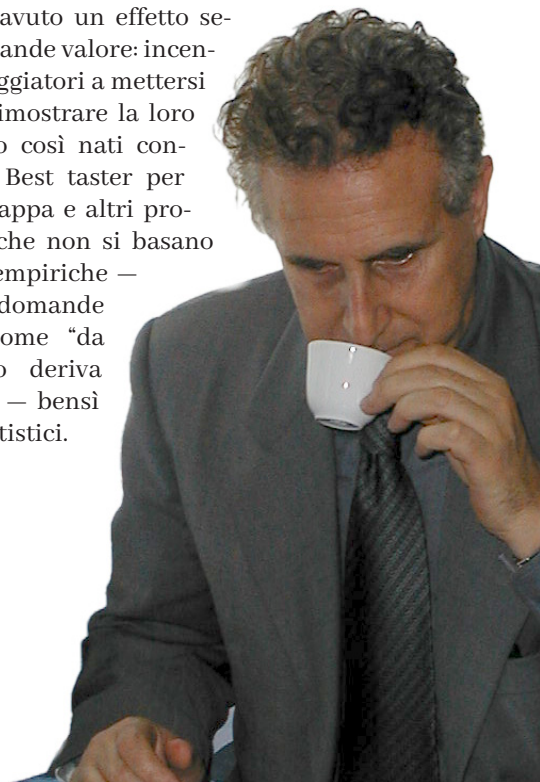 avuto un effetto se-
ande valore: incen-
ggiatori a mettersi
imostrare la loro
o così nati con-
Best taster per
appa e altri pro-
che non si basano
empiriche —
domande
ome “da
o deriva
— bensì
tistici.